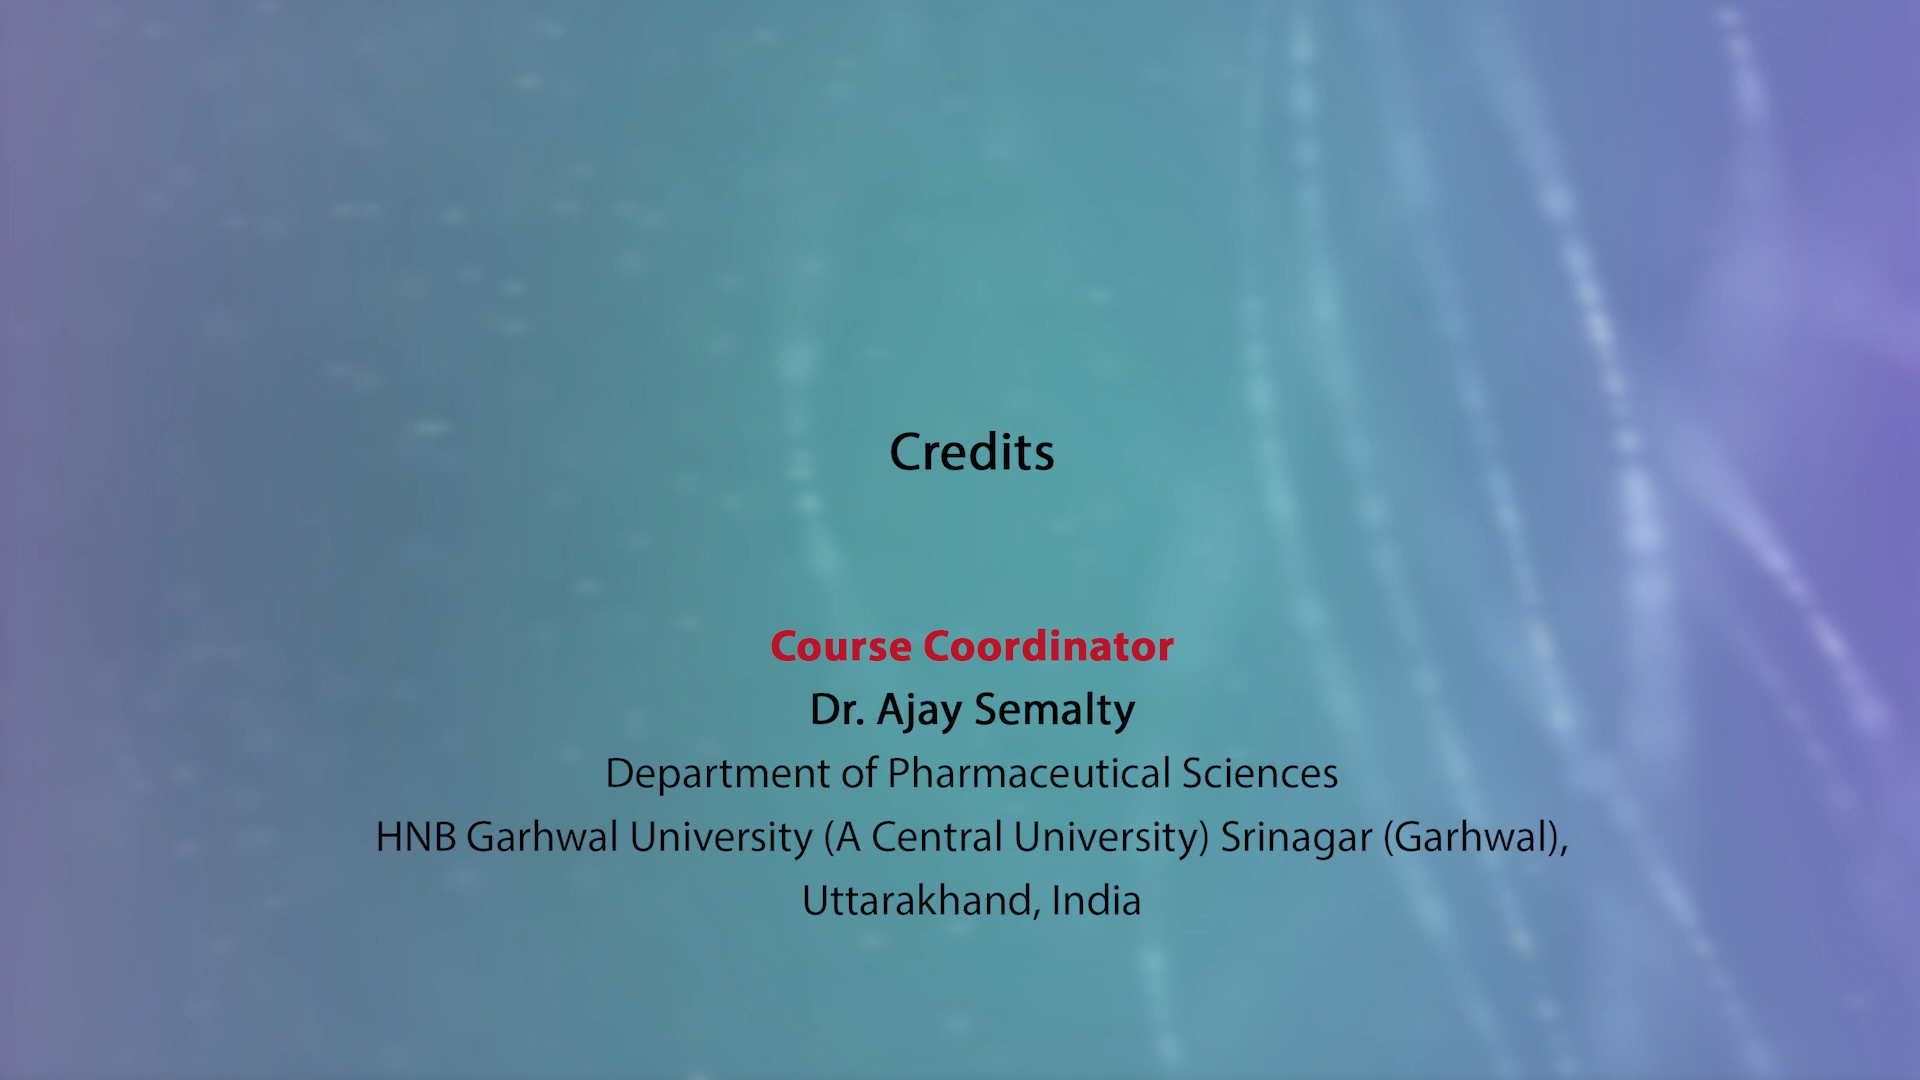 Credits
Course Coordinator
Dr. Ajay Semalty
Department of Pharmaceutical Sciences
HNB Garhwal University (A Central University) Srinagar (Garhwal),
Uttarakhand, India